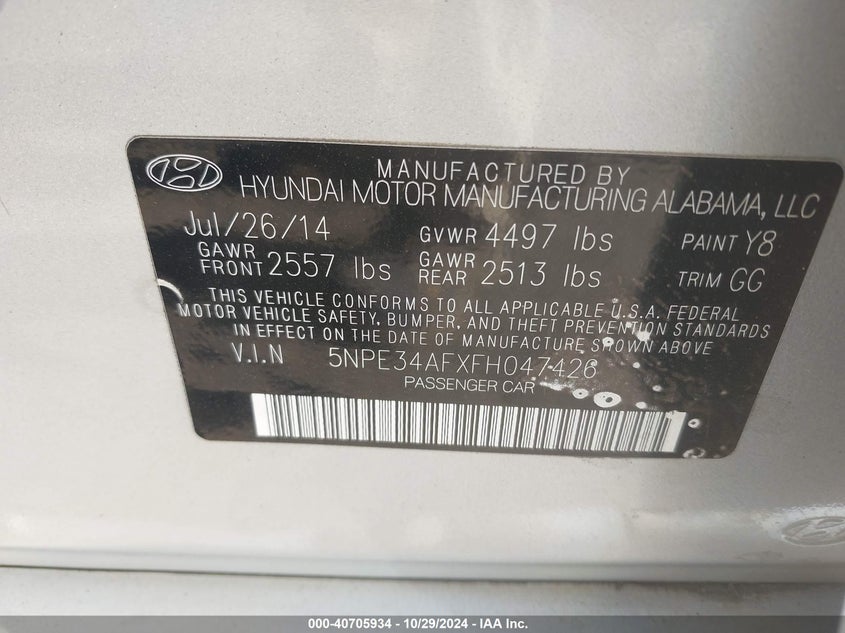 MANUFACTURED BY
HYUNDAI MOTOR MANUFACTURING ALABAMA, LLC
Jul/26/14 GVWR 4497 lbs PAINT Y8
GAWR FRONT 2557 lbs GAWR REAR 2513 lbs TRIM GG
THIS VEHICLE CONFORMS TO ALL APPLICABLE U.S.A. FEDERAL
MOTOR VEHICLE SAFETY, BUMPER, AND THEFT PREVENTION STANDARDS
IN EFFECT ON THE DATE OF MANUFACTURE SHOWN ABOVE
V.I.N 5NPE34AFXFH047426
PASSENGER CAR
000-40705934 - 10/29/2024 - IAA Inc.